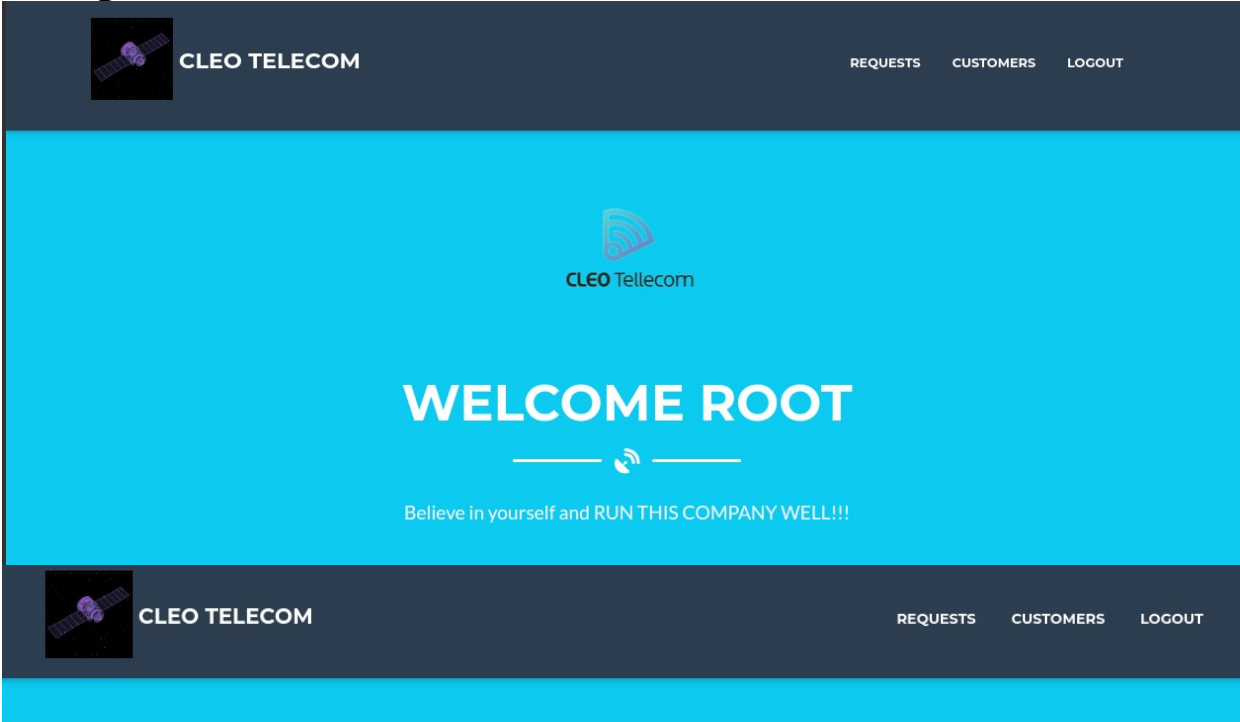 CLEO TELECOM REQUESTS CUSTOMERS LOGOUT
CLEO Tellecom
WELCOME ROOT
Believe in yourself and RUN THIS COMPANY WELL!!!
CLEO TELECOM REQUESTS CUSTOMERS LOGOUT